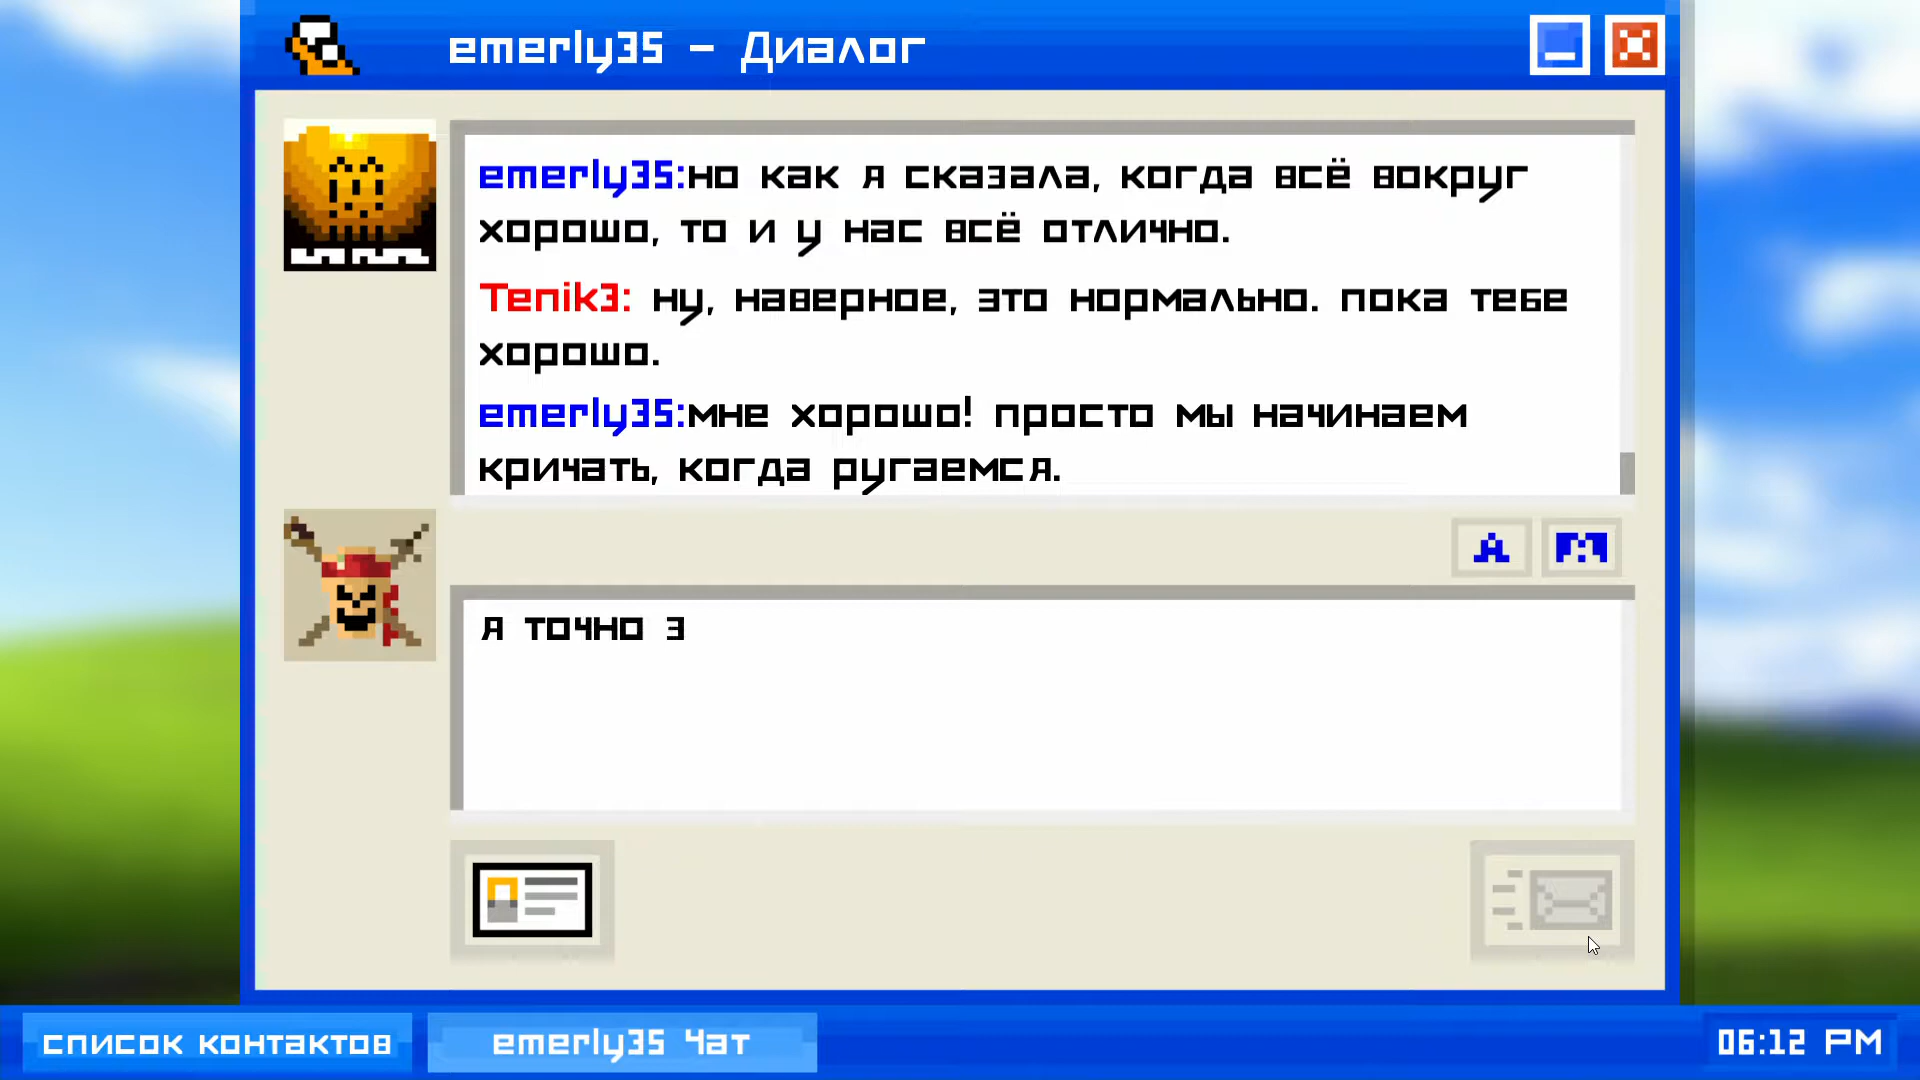 emerly35 - Диалог
emerly35:но как я сказала, когда всё вокруг
хорошо, то и у нас всё отлично.
Tenik3: ну, наверное, это нормально. пока тебе
хорошо.
emerly35:мне хорошо! просто мы начинаем
кричать, когда ругаемся.
A M
Я точно з
список контактов
emerly35 Чат
06:12 PM